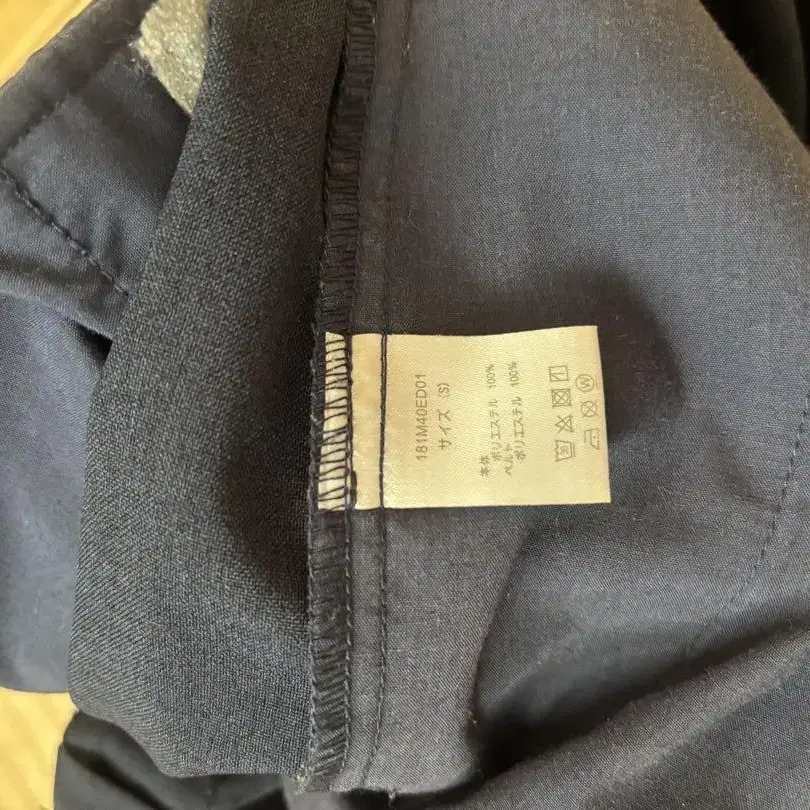 181M40ED01
サイズ (S)
本体
ポリエステル 100%
ベルト
ポリエステル 100%
30
W